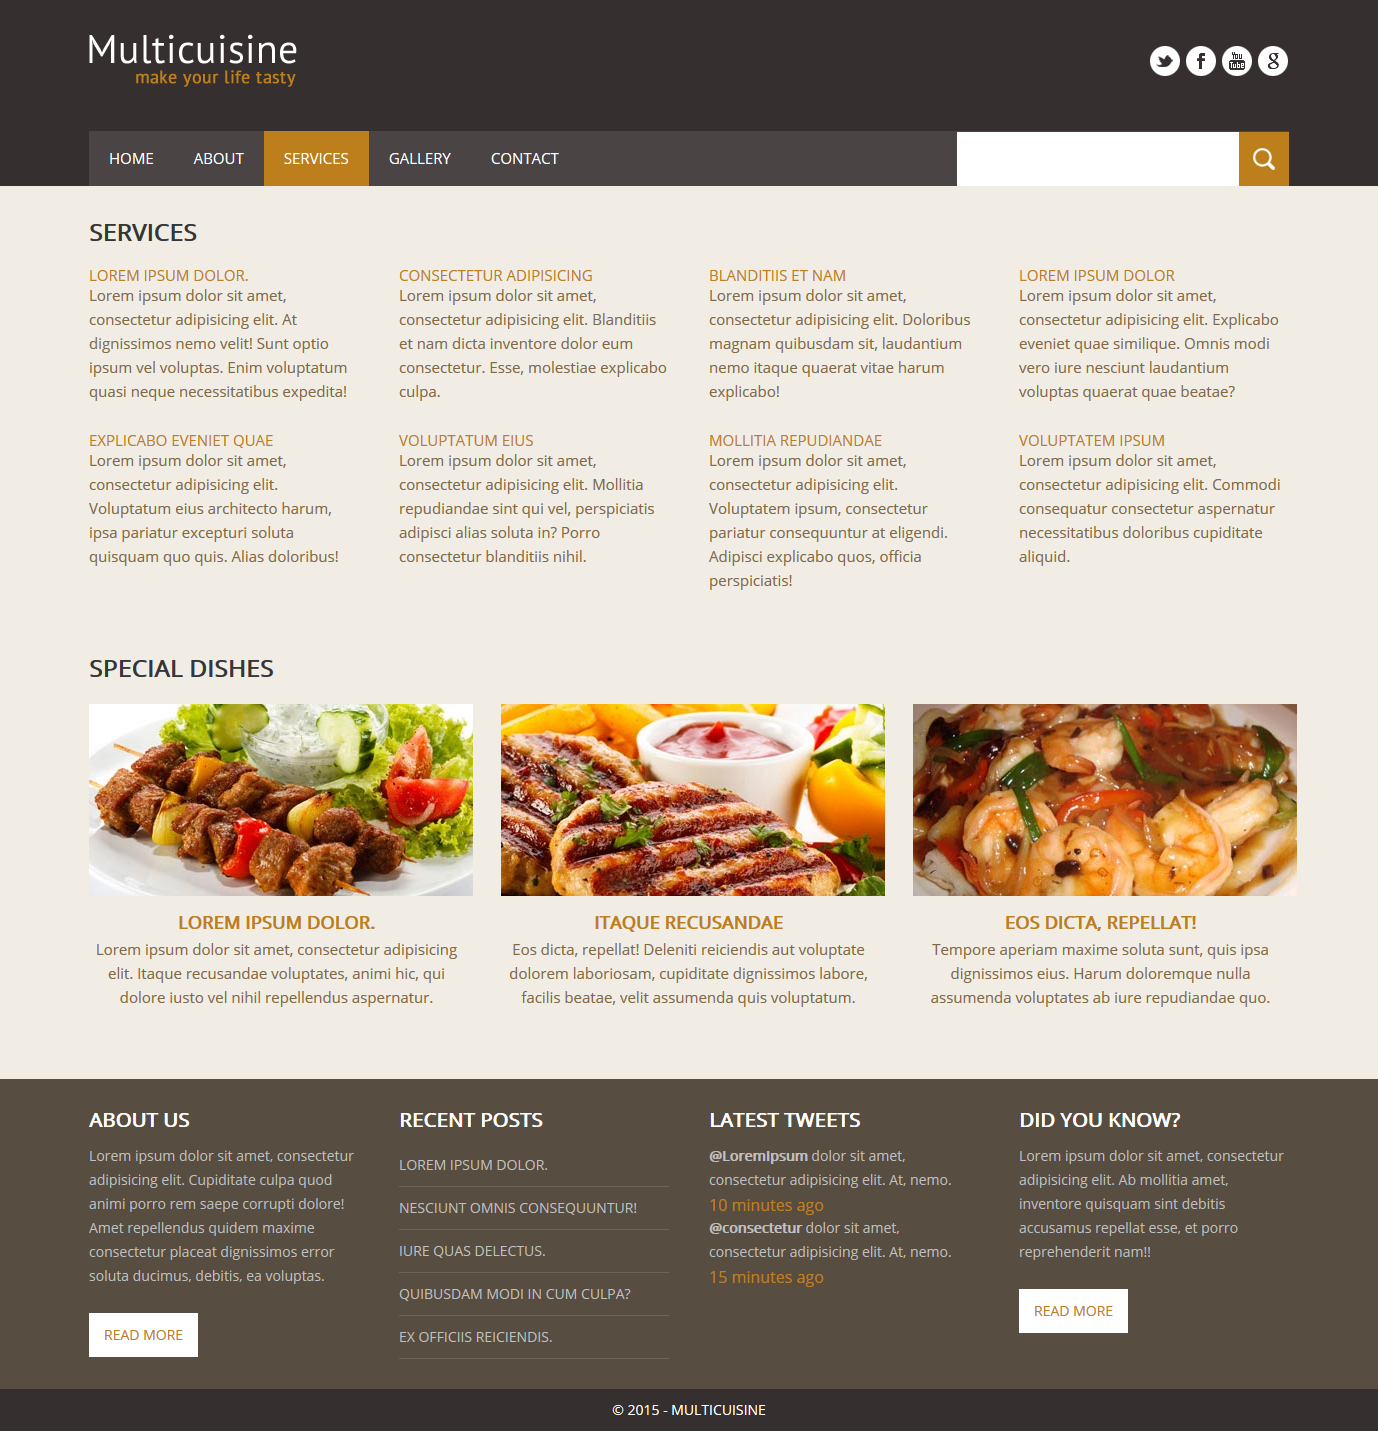 Multicuisine
make your life tasty
You
Tube
g
HOME ABOUT SERVICES GALLERY CONTACT
SERVICES
LOREM IPSUM DOLOR.
Lorem ipsum dolor sit amet,
consectetur adipisicing elit. At
dignissimos nemo velit! Sunt optio
ipsum vel voluptas. Enim voluptatum
quasi neque necessitatibus expedita!
CONSECTETUR ADIPISICING
Lorem ipsum dolor sit amet,
consectetur adipisicing elit. Blanditiis
et nam dicta inventore dolor eum
consectetur. Esse, molestiae explicabo
culpa.
BLANDITIIS ET NAM
Lorem ipsum dolor sit amet,
consectetur adipisicing elit. Doloribus
magnam quibusdam sit, laudantium
nemo itaque quaerat vitae harum
explicabo!
LOREM IPSUM DOLOR
Lorem ipsum dolor sit amet,
consectetur adipisicing elit. Explicabo
eveniet quae similique. Omnis modi
vero iure nesciunt laudantium
voluptas quaerat quae beatae?
EXPLICABO EVENIET QUAE
Lorem ipsum dolor sit amet,
consectetur adipisicing elit.
Voluptatum eius architecto harum,
ipsa pariatur excepturi soluta
quisquam quo quis. Alias doloribus!
VOLUPTATUM EIUS
Lorem ipsum dolor sit amet,
consectetur adipisicing elit. Mollitia
repudiandae sint qui vel, perspiciatis
adipisci alias soluta in? Porro
consectetur blanditiis nihil.
MOLLITIA REPUDIANDAE
Lorem ipsum dolor sit amet,
consectetur adipisicing elit.
Voluptatem ipsum, consectetur
pariatur consequuntur at eligendi.
Adipisci explicabo quos, officia
perspiciatis!
VOLUPTATEM IPSUM
Lorem ipsum dolor sit amet,
consectetur adipisicing elit. Commodi
consequatur consectetur aspernatur
necessitatibus doloribus cupiditate
aliquid.
SPECIAL DISHES
LOREM IPSUM DOLOR.
Lorem ipsum dolor sit amet, consectetur adipisicing
elit. Itaque recusandae voluptates, animi hic, qui
dolore iusto vel nihil repellendus aspernatur.
ITAQUE RECUSANDAE
Eos dicta, repellat! Deleniti reiciendis aut voluptate
dolorem laboriosam, cupiditate dignissimos labore,
facilis beatae, velit assumenda quis voluptatum.
EOS DICTA, REPELLAT!
Tempore aperiam maxime soluta sunt, quis ipsa
dignissimos eius. Harum doloremque nulla
assumenda voluptates ab iure repudiandae quo.
ABOUT US
Lorem ipsum dolor sit amet, consectetur
adipisicing elit. Cupiditate culpa quod
animi porro rem saepe corrupti dolore!
Amet repellendus quidem maxime
consectetur placeat dignissimos error
soluta ducimus, debitis, ea voluptas.
READ MORE
RECENT POSTS
LOREM IPSUM DOLOR.
NESCIUNT OMNIS CONSEQUUNTUR!
IURE QUAS DELECTUS.
QUIBUSDAM MODI IN CUM CULPA?
EX OFFICIIS REICIENDIS.
LATEST TWEETS
@LoremIpsum dolor sit amet,
consectetur adipisicing elit. At, nemo.
10 minutes ago
@consectetur dolor sit amet,
consectetur adipisicing elit. At, nemo.
15 minutes ago
DID YOU KNOW?
Lorem ipsum dolor sit amet, consectetur
adipisicing elit. Ab mollitia amet,
inventore quisquam sint debitis
accusamus repellat esse, et porro
reprehenderit nam!!
READ MORE
© 2015 - MULTICUISINE